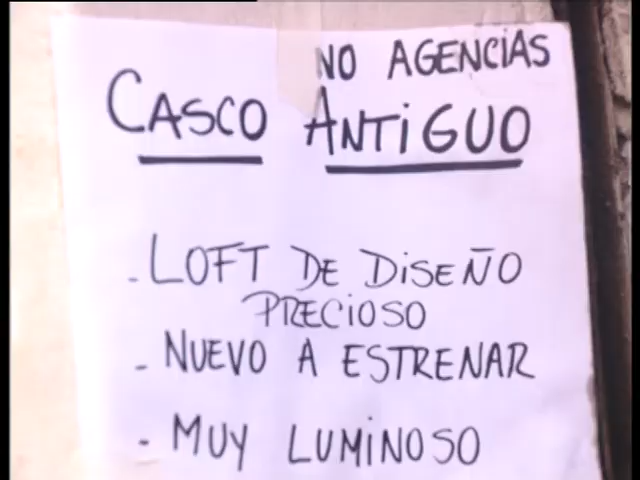 NO AGENCIAS
CASCO ANTIGUO
- LOFT DE DISEÑO
PRECIOSO
- NUEVO A ESTRENAR
- MUY LUMINOSO